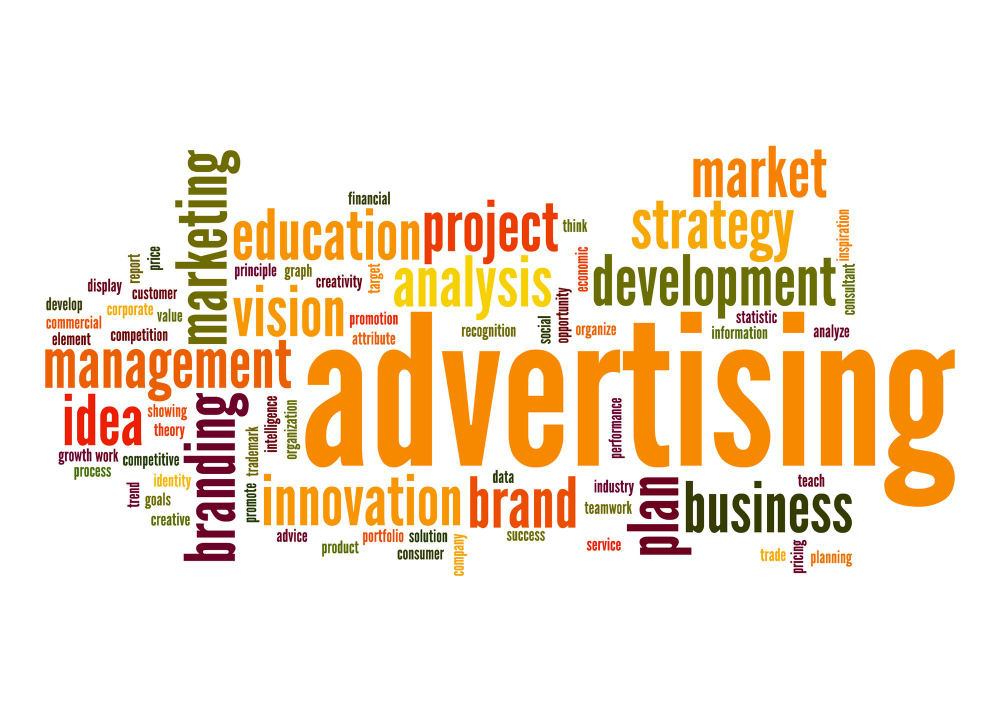 market
marketing
financial
education
project
think
strategy
inspiration
price
report
principle
graph
creativity
target
analysis
economic
development
consultant
display
customer
develop
corporate
value
vision
promotion
opportunity
social
statistic
commercial
element
competition
attribute
recognition
organize
information
analyze
management
advertising
idea
showing
theory
branding
intelligence
organization
trademark
performance
growth work
process
competitive
trend
identity
goals
creative
promote
innovation
data
brand
industry
teamwork
plan
teach
business
advice
product
portfolio
solution
consumer
company
success
service
trade
pricing
planning